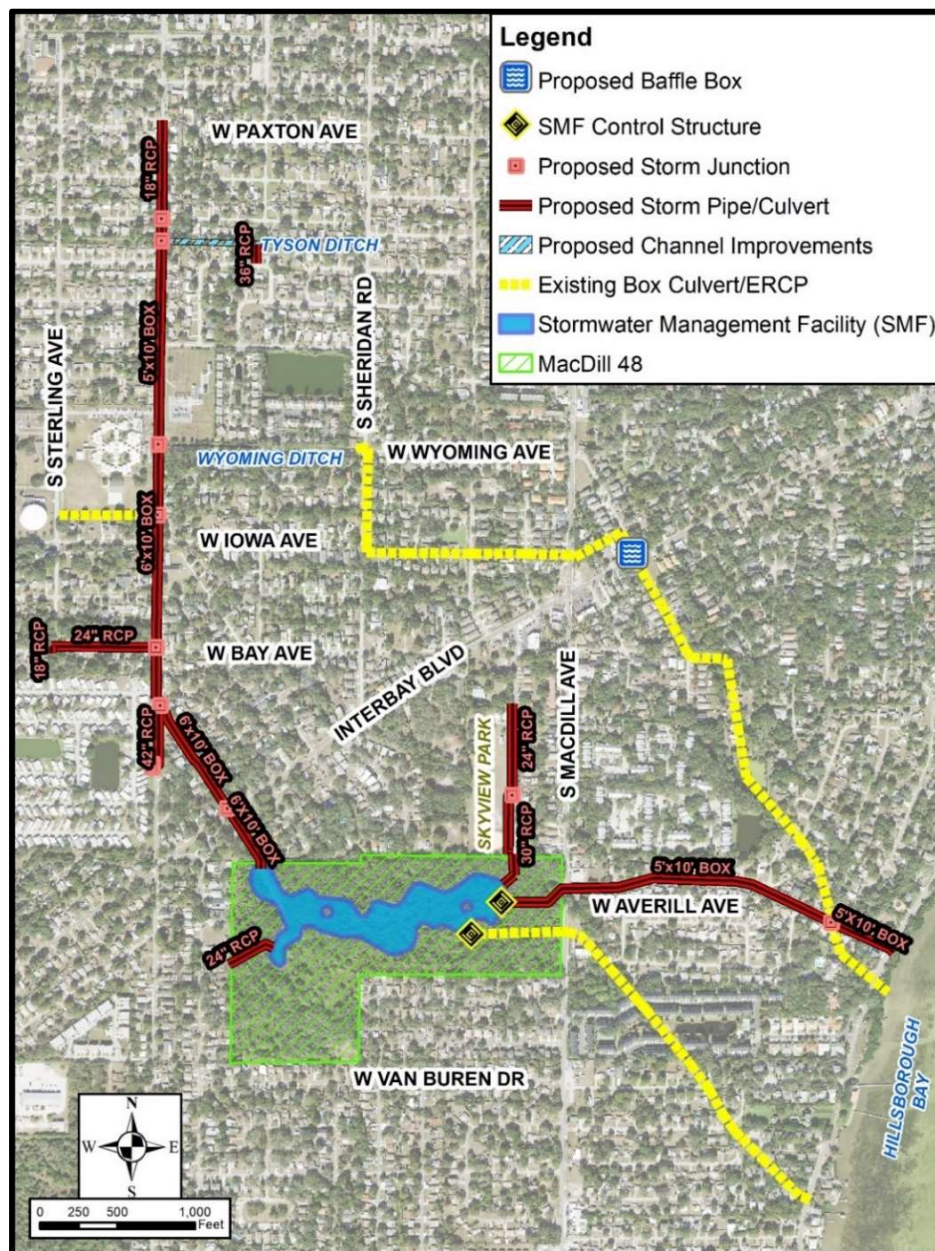 Legend
Proposed Baffle Box
SMF Control Structure
Proposed Storm Junction
Proposed Storm Pipe/Culvert
Proposed Channel Improvements
Existing Box Culvert/ERCP
Stormwater Management Facility (SMF)
MacDill 48
W PAXTON AVE
18" RCP
36" RCP
TYSON DITCH
5'x10' BOX
S STERLING AVE
S SHERIDAN RD
WYOMING DITCH
W WYOMING AVE
6'x10' BOX
W IOWA AVE
24" RCP
18" RCP
W BAY AVE
INTERBAY BLVD
42" RCP
6'x10' BOX
6'X10' BOX
SKYVIEW PARK
24" RCP
30" RCP
S MACDILL AVE
5'x10' BOX
W AVERILL AVE
5'X10' BOX
24" RCP
W VAN BUREN DR
HILLSBOROUGH
BAY
N
W E
S
0 250 500 1,000
Feet